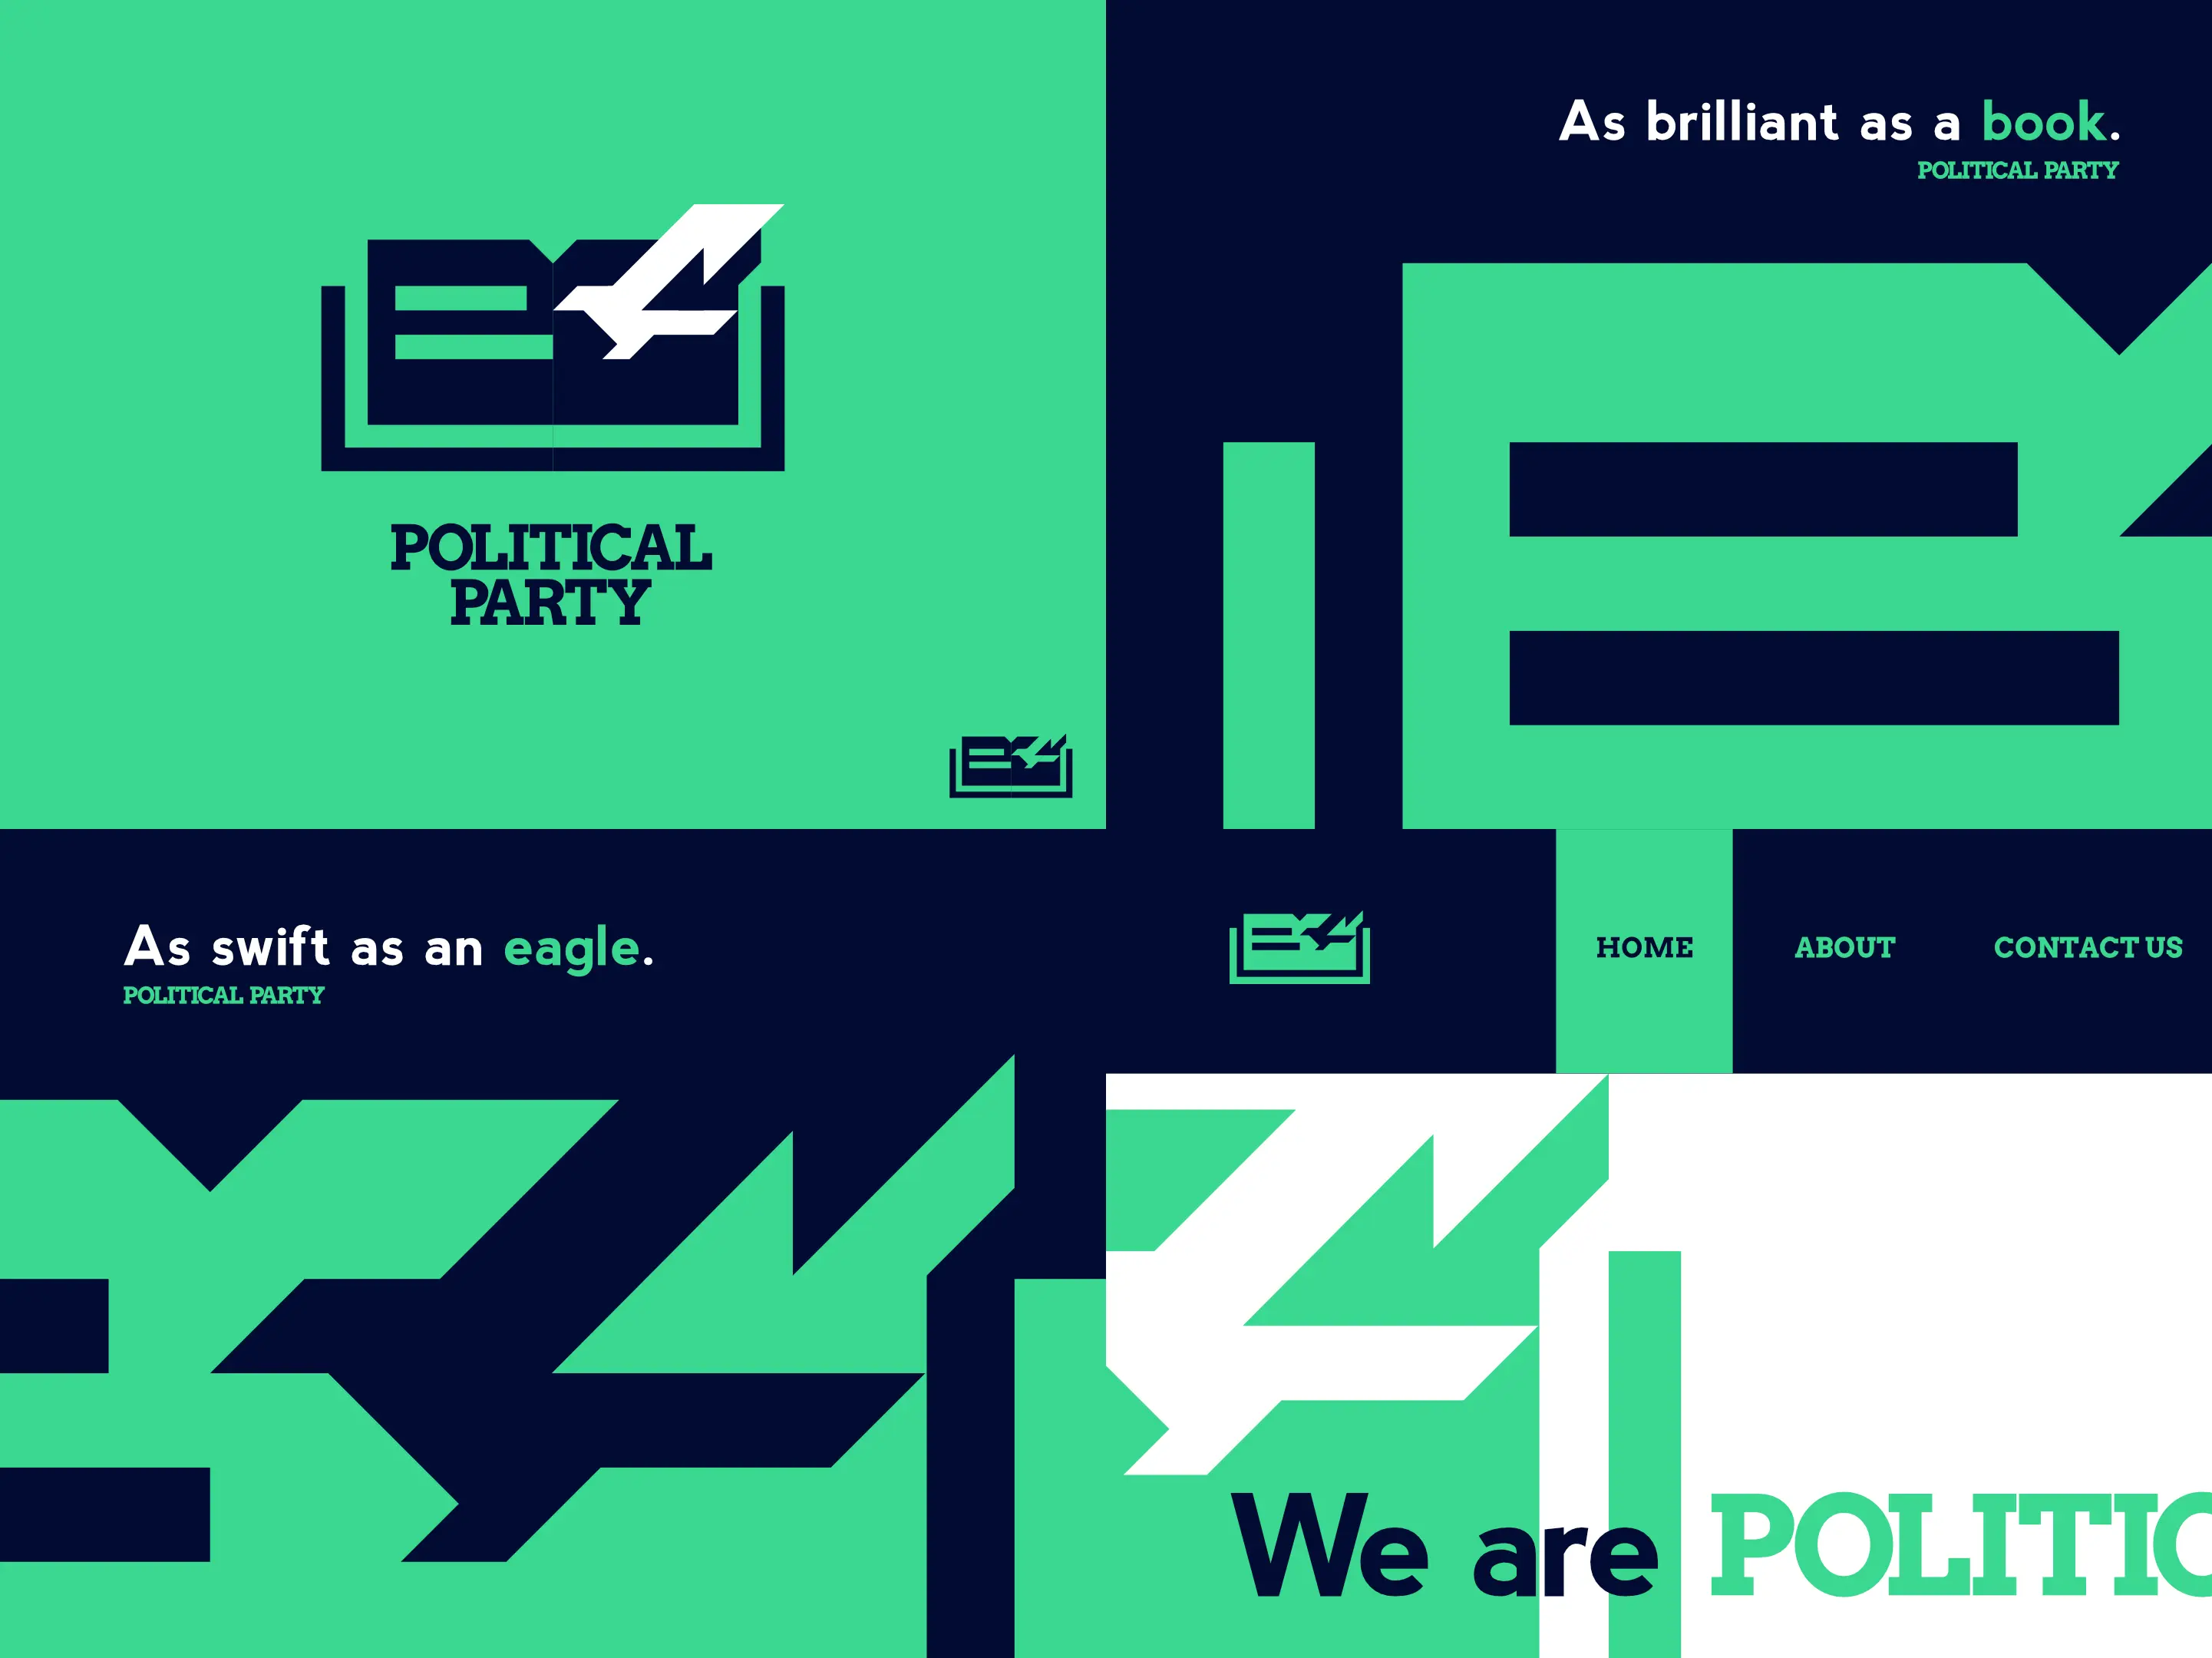 POLITICAL
PARTY
As brilliant as a book.
POLITICAL PARTY
As swift as an eagle.
POLITICAL PARTY
HOME ABOUT CONTACT US
We are POLITIC